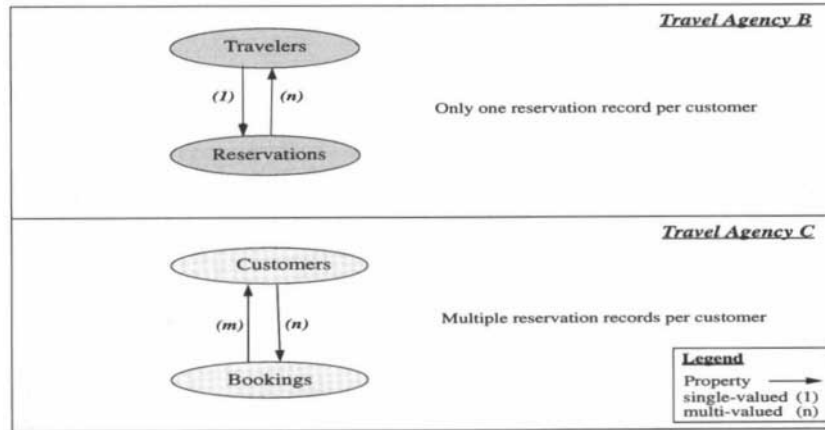 Travel Agency B
Travelers
(1)
(n)
Only one reservation record per customer
Reservations
Travel Agency C
Customers
(m)
(n)
Multiple reservation records per customer
Bookings
Legend
Property
single-valued (1)
multi-valued (n)